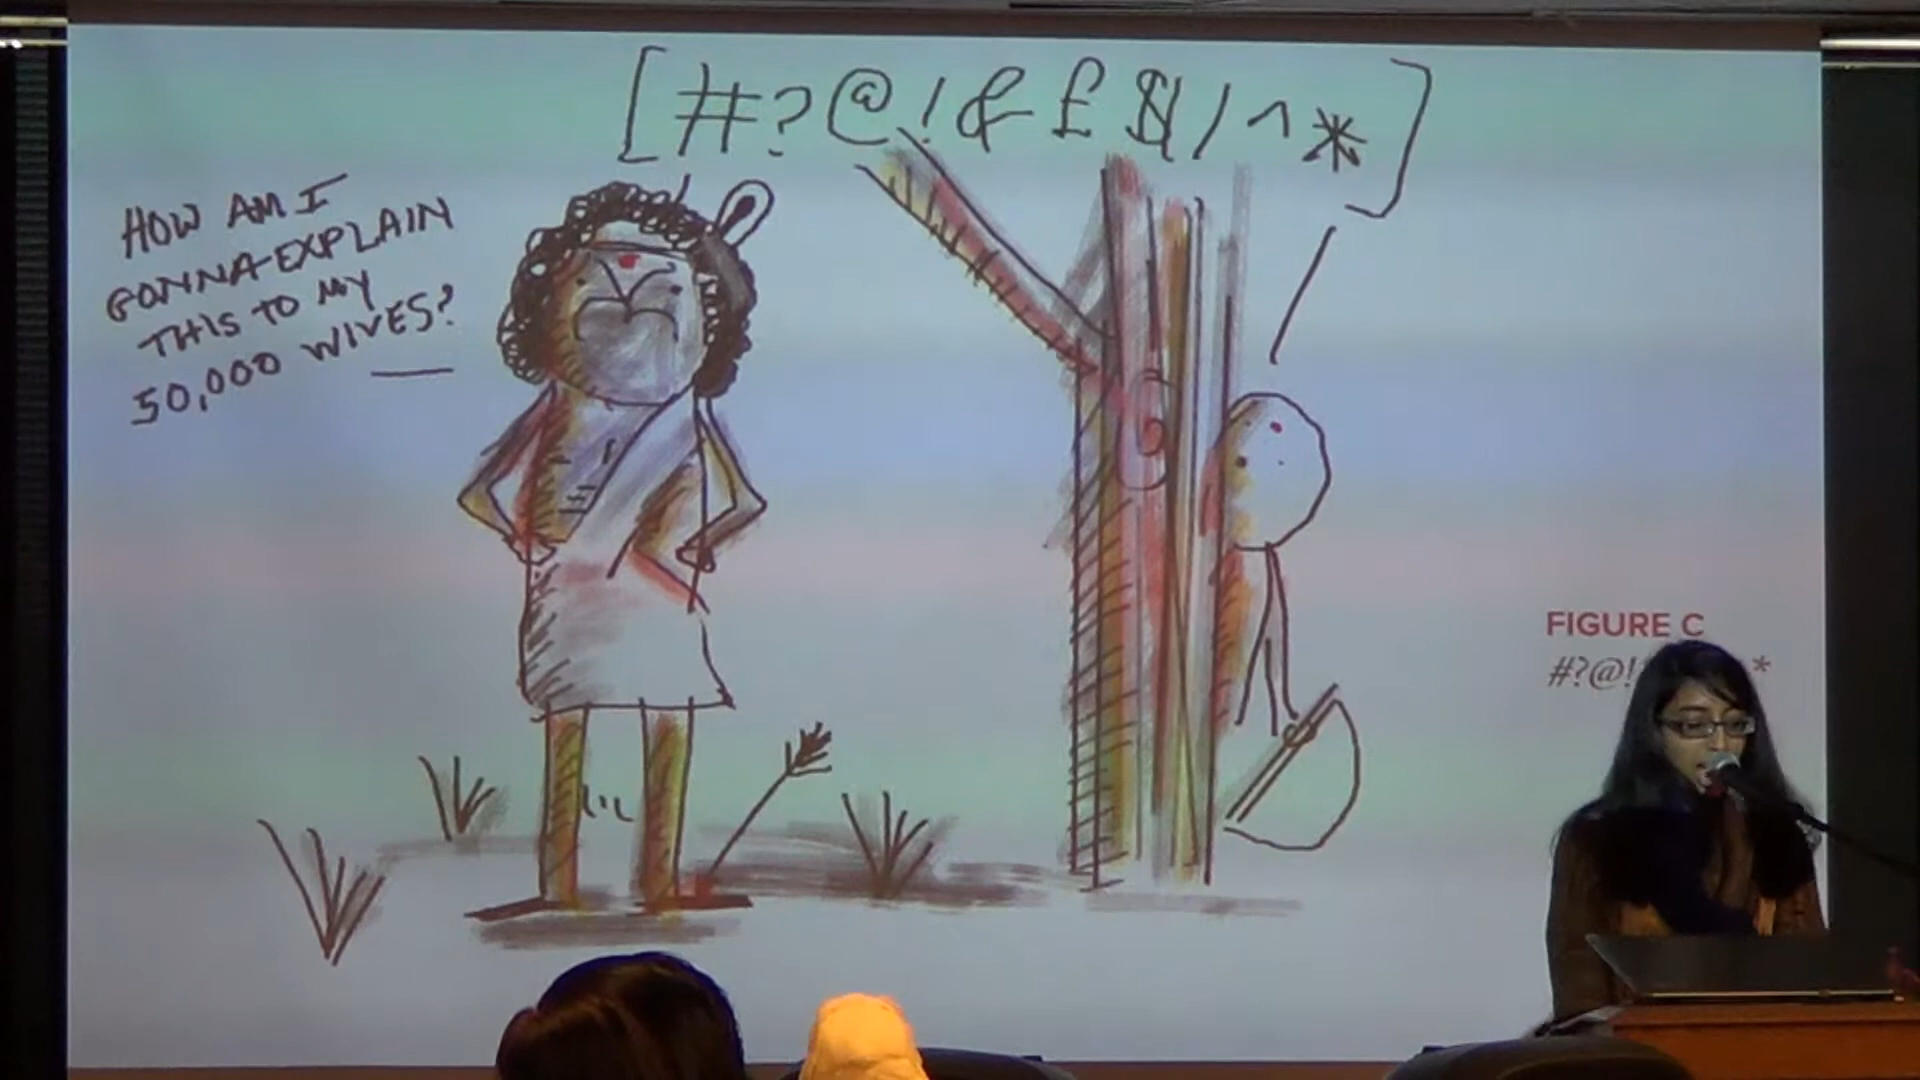 [#?@!&£$/^*]
HOW AM I
GONNA EXPLAIN
THIS TO MY
50,000 WIVES?
FIGURE C
#?@! *